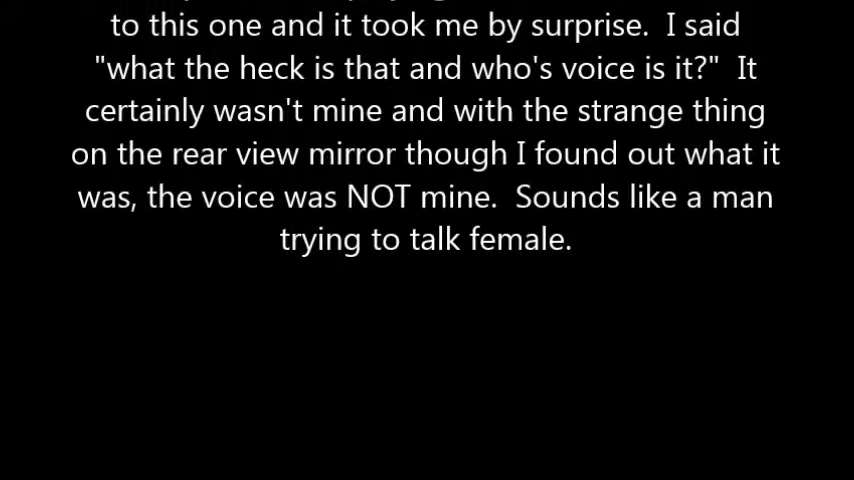 to this one and it took me by surprise.  I said
"what the heck is that and who's voice is it?"  It
certainly wasn't mine and with the strange thing
on the rear view mirror though I found out what it
was, the voice was NOT mine.  Sounds like a man
trying to talk female.